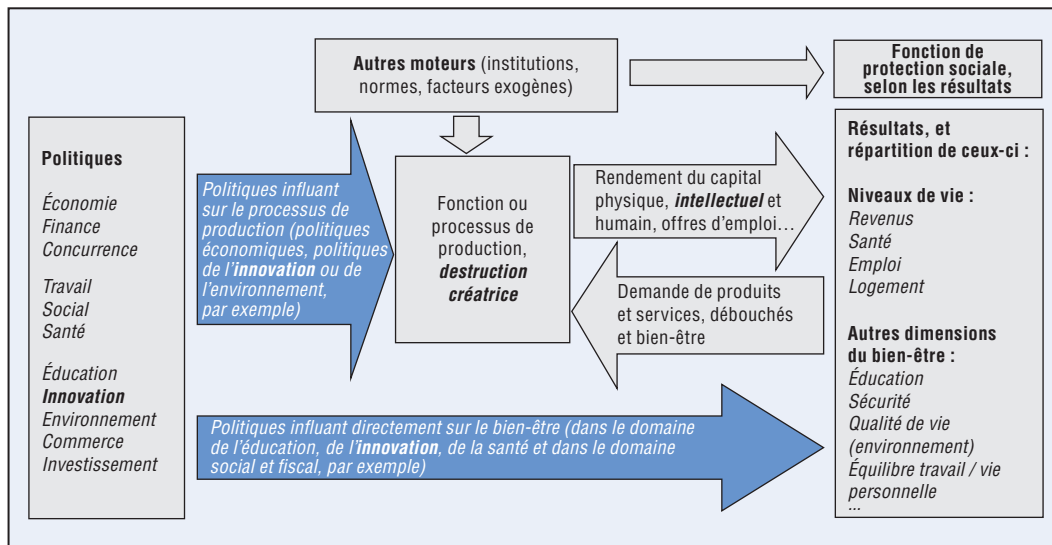 Autres moteurs (institutions,
normes, facteurs exogènes)
Fonction de
protection sociale,
selon les résultats
Politiques
Économie
Finance
Concurrence
Travail
Social
Santé
Éducation
Innovation
Environnement
Commerce
Investissement
Politiques influant
sur le processus de
production (politiques
économiques, politiques
de l’innovation ou de
l’environnement,
par exemple)
Fonction ou
processus de
production,
destruction
créatrice
Rendement du capital
physique, intellectuel et
humain, offres d’emploi…
Demande de produits
et services, débouchés
et bien-être
Politiques influant directement sur le bien-être (dans le domaine
de l’éducation, de l’innovation, de la santé et dans le domaine
social et fiscal, par exemple)
Résultats, et
répartition de ceux-ci :
Niveaux de vie :
Revenus
Santé
Emploi
Logement
Autres dimensions
du bien-être :
Éducation
Sécurité
Qualité de vie
(environnement)
Équilibre travail / vie
personnelle
...